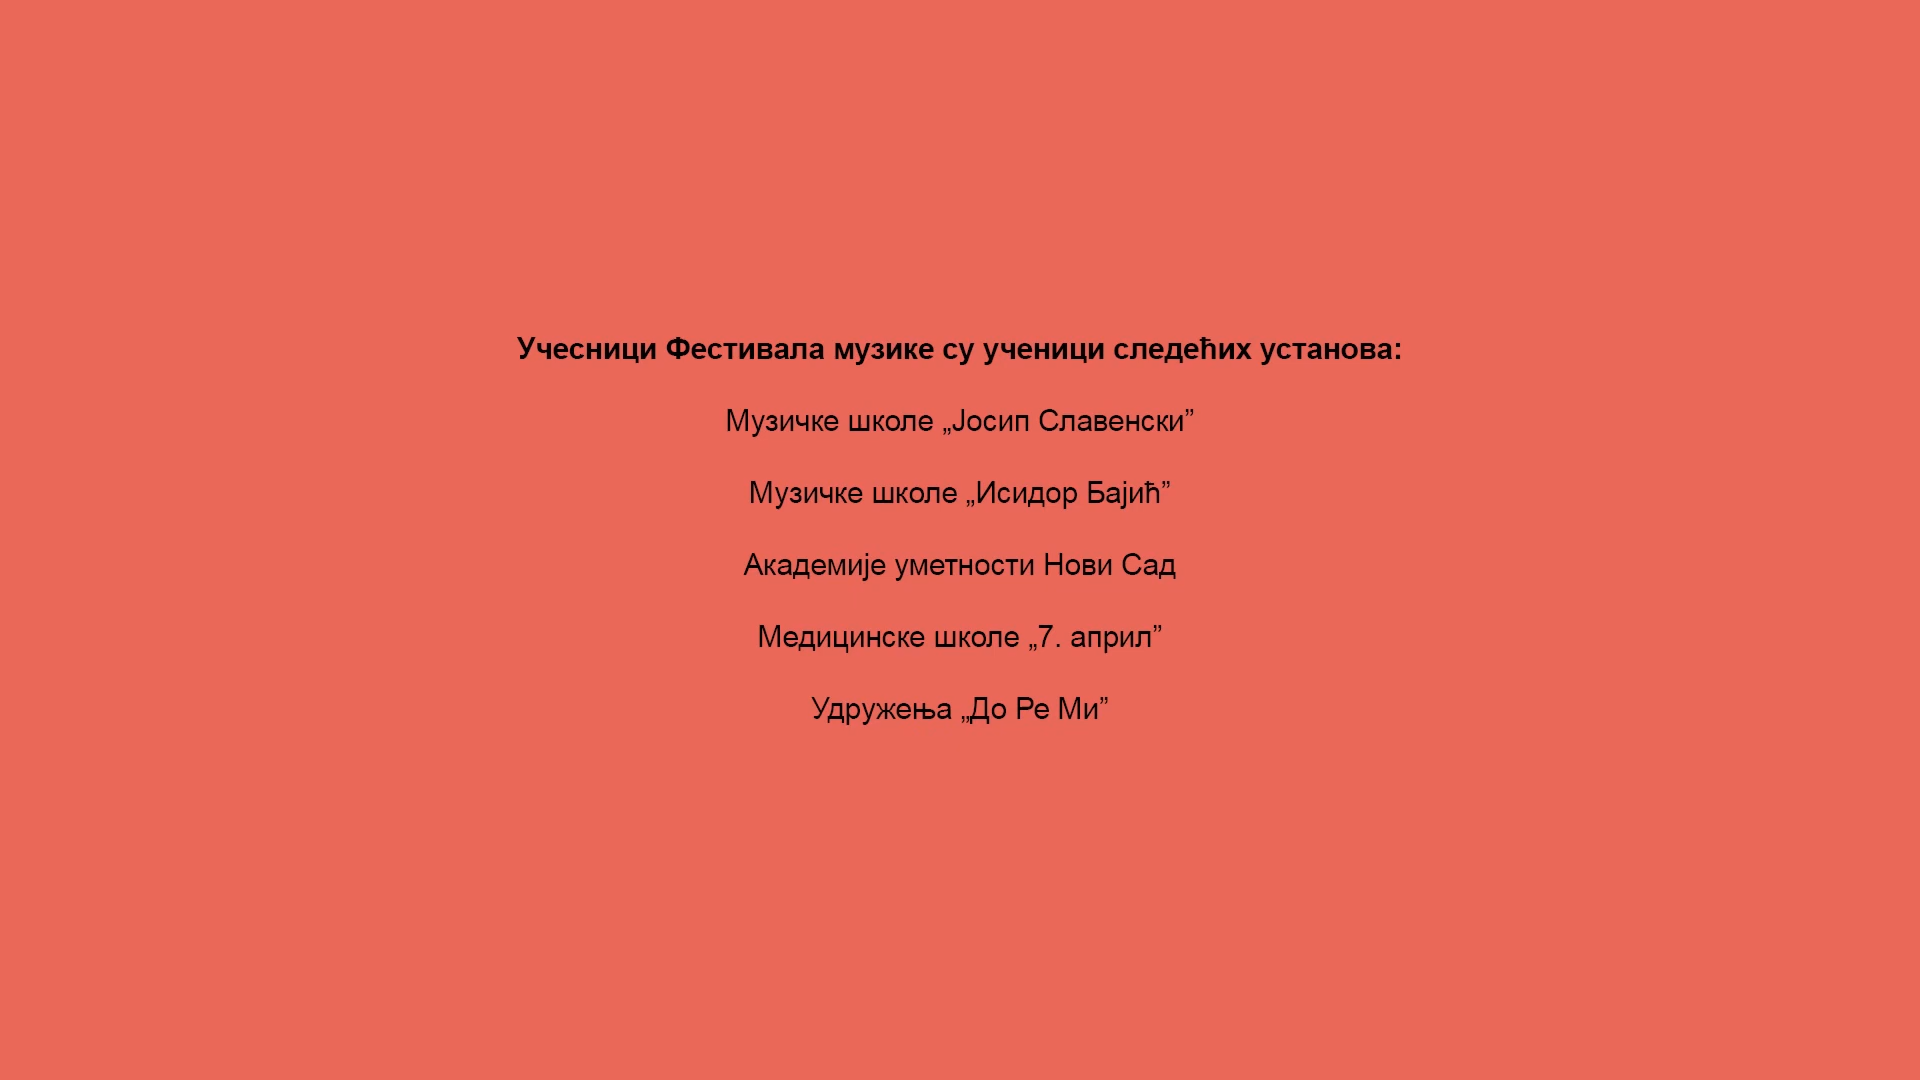 Учесници Фестивала музике су ученици следећих установа:
Музичке школе „Јосип Славенски”
Музичке школе „Исидор Бајић”
Академије уметности Нови Сад
Медицинске школе „7. април”
Удружења „До Ре Ми”